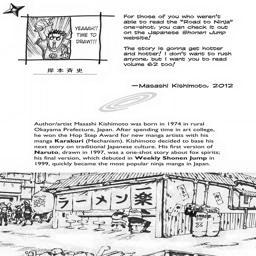 YEAAAH!!
TIME TO
DRAW!!!
For those of you who weren't
able to read the "Road to Ninja"
one-shot, you can check it out
on the Japanese Shonen Jump
website!
The story is gonna get hotter
and hotter! I don't want to rush
anyone, but I want you to read
volume 62 too!
岸本斉史
—Masashi Kishimoto, 2012
Author/artist Masashi Kishimoto was born in 1974 in rural
Okayama Prefecture, Japan. After spending time in art college,
he won the Hop Step Award for new manga artists with his
manga Karakuri (Mechanism). Kishimoto decided to base his
next story on traditional Japanese culture. His first version of
Naruto, drawn in 1997, was a one-shot story about fox spirits;
his final version, which debuted in Weekly Shonen Jump in
1999, quickly became the most popular ninja manga in Japan.
ラーメン 楽